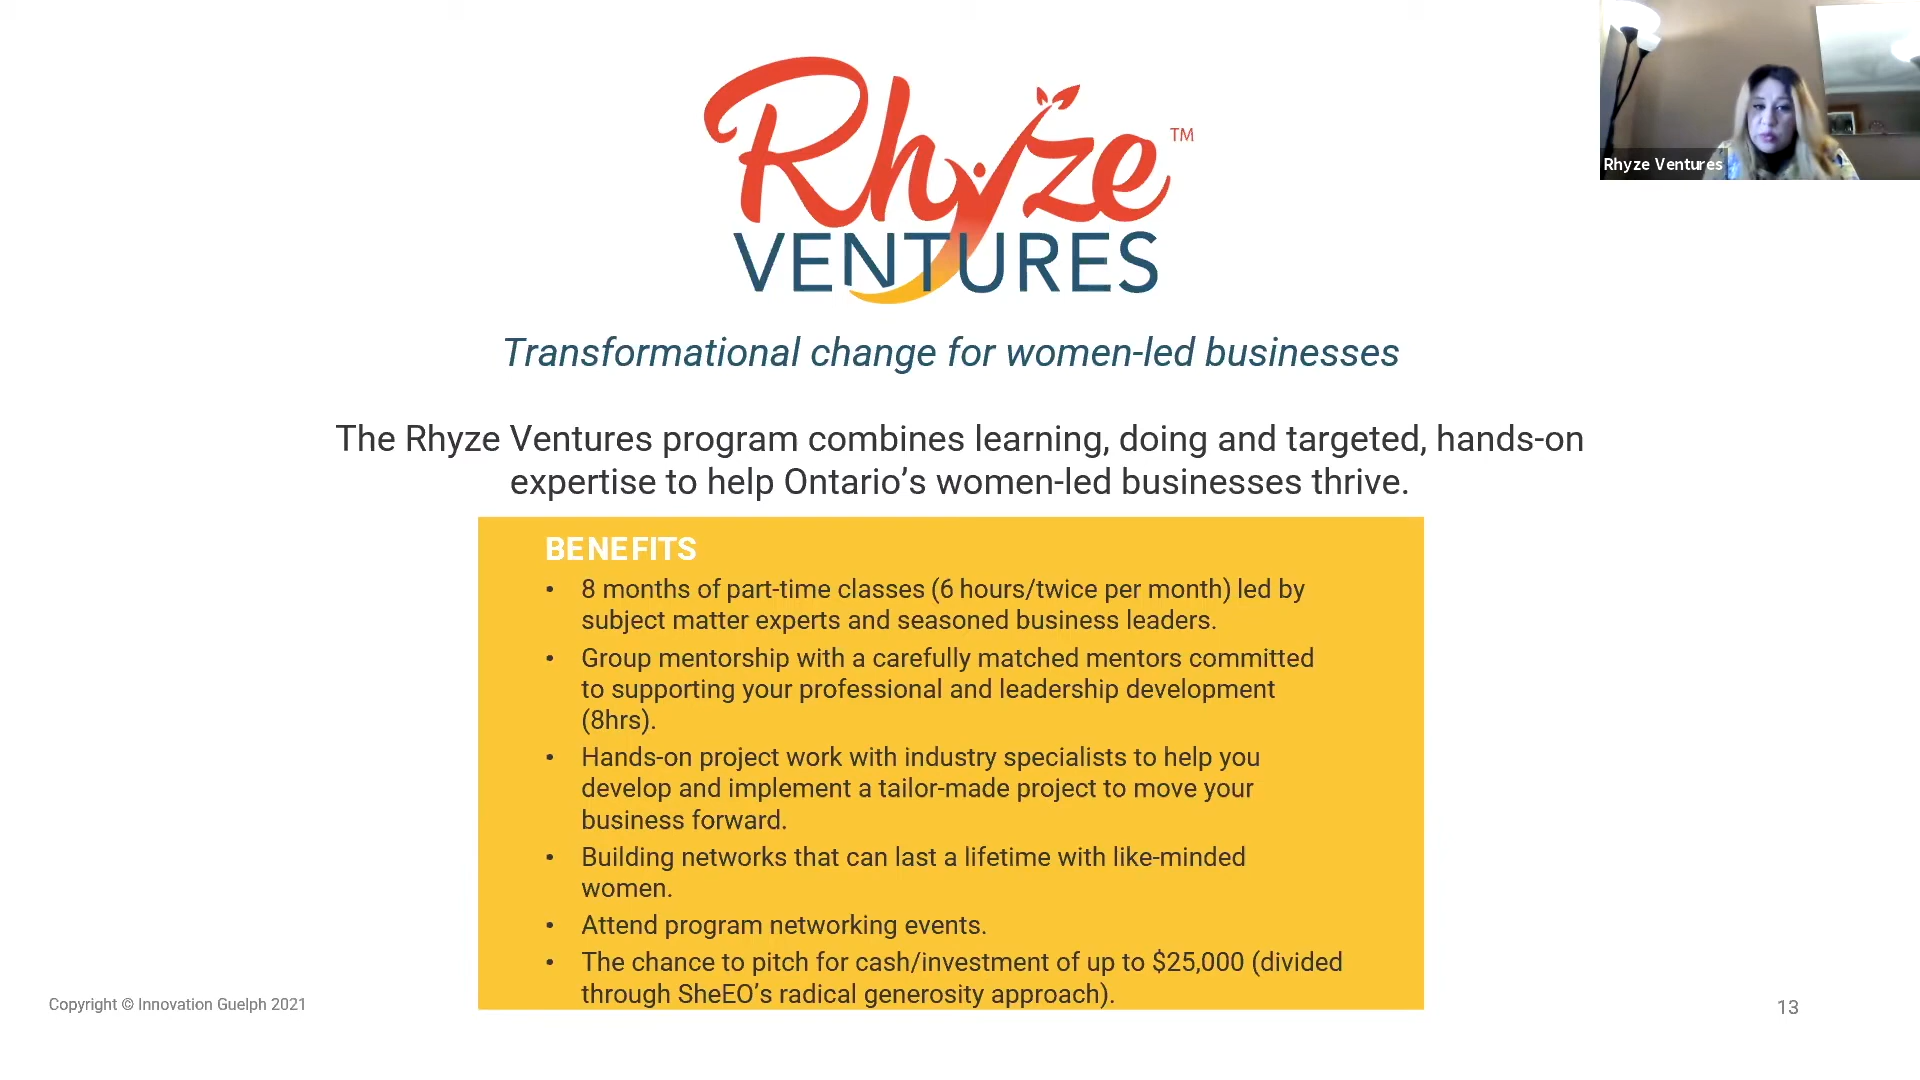 Rhyze
TM
VENTURES
Rhyze Ventures
Transformational change for women-led businesses
The Rhyze Ventures program combines learning, doing and targeted, hands-on
expertise to help Ontario’s women-led businesses thrive.
BENEFITS
• 8 months of part-time classes (6 hours/twice per month) led by
subject matter experts and seasoned business leaders.
• Group mentorship with a carefully matched mentors committed
to supporting your professional and leadership development
(8hrs).
• Hands-on project work with industry specialists to help you
develop and implement a tailor-made project to move your
business forward.
• Building networks that can last a lifetime with like-minded
women.
• Attend program networking events.
• The chance to pitch for cash/investment of up to $25,000 (divided
through SheEO’s radical generosity approach).
Copyright © Innovation Guelph 2021
13